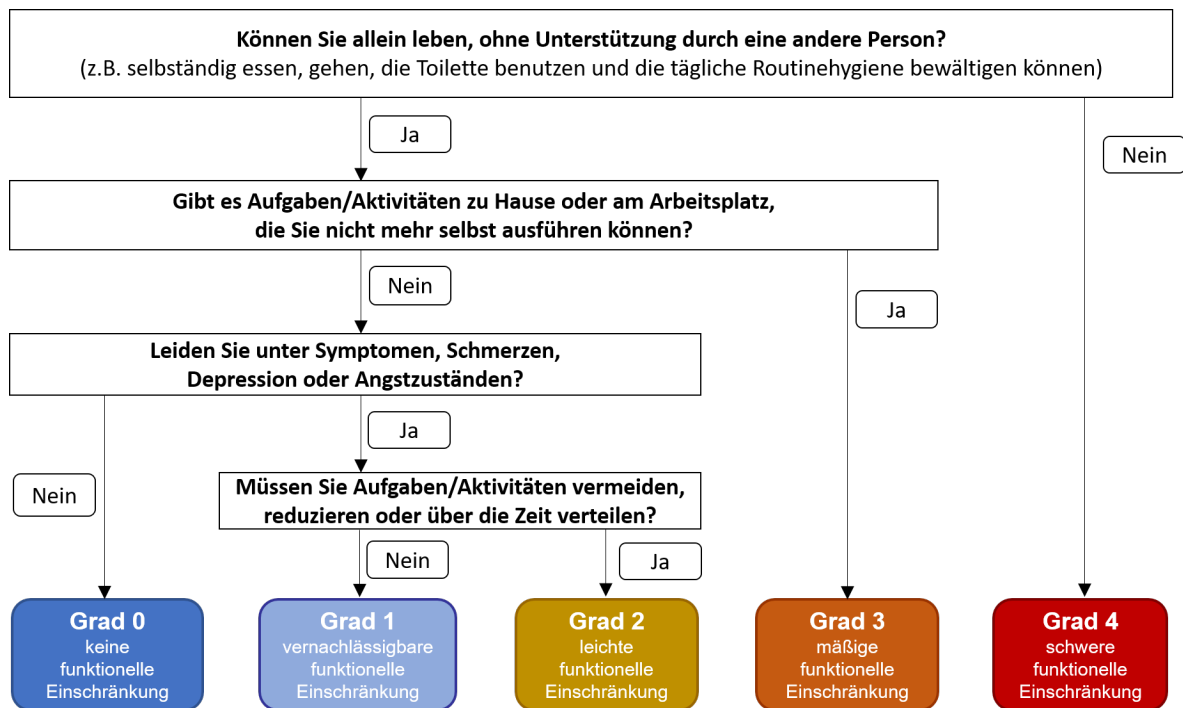 Können Sie allein leben, ohne Unterstützung durch eine andere Person?
(z.B. selbständig essen, gehen, die Toilette benutzen und die tägliche Routinehygiene bewältigen können)
Ja
Nein
Gibt es Aufgaben/Aktivitäten zu Hause oder am Arbeitsplatz,
die Sie nicht mehr selbst ausführen können?
Nein
Ja
Leiden Sie unter Symptomen, Schmerzen,
Depression oder Angstzuständen?
Ja
Nein
Müssen Sie Aufgaben/Aktivitäten vermeiden,
reduzieren oder über die Zeit verteilen?
Nein
Ja
Grad 0
keine
funktionelle
Einschränkung
Grad 1
vernachlässigbare
funktionelle
Einschränkung
Grad 2
leichte
funktionelle
Einschränkung
Grad 3
mäßige
funktionelle
Einschränkung
Grad 4
schwere
funktionelle
Einschränkung